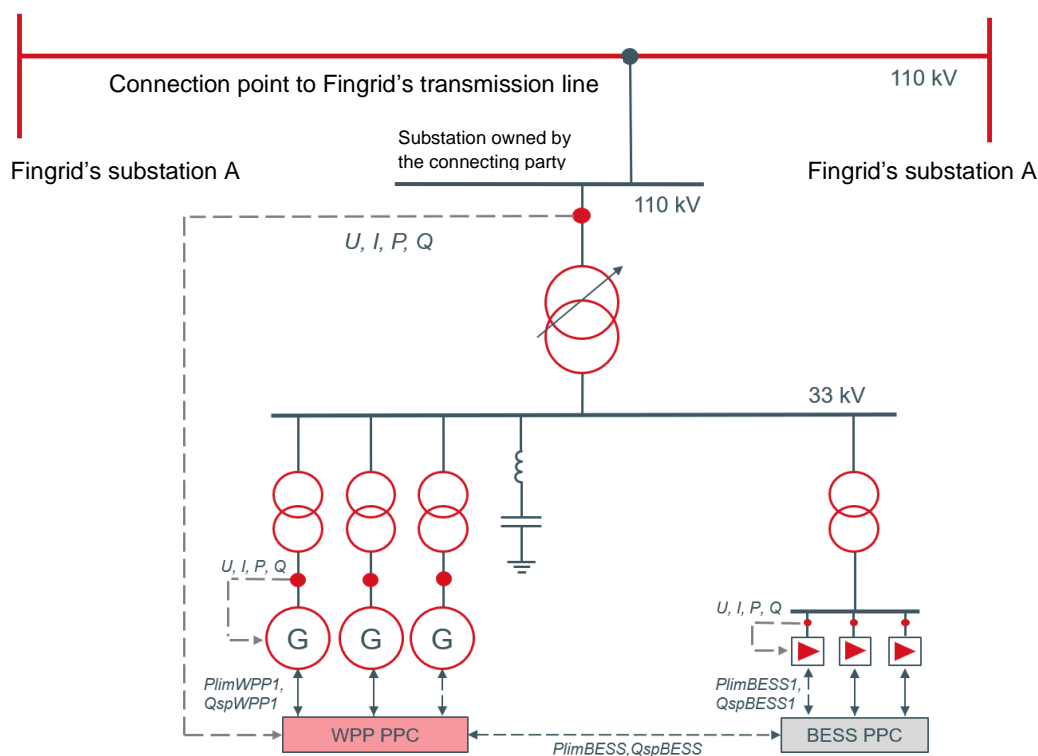 Connection point to Fingrid's transmission line
110 kV
Fingrid's substation A
Substation owned by
the connecting party
Fingrid's substation A
110 kV
U, I, P, Q
33 kV
U, I, P, Q
G
G
G
U, I, P, Q
PlimWPP1,
QspWPP1
PlimBESS1,
QspBESS1
WPP PPC
PlimBESS,QspBESS
BESS PPC